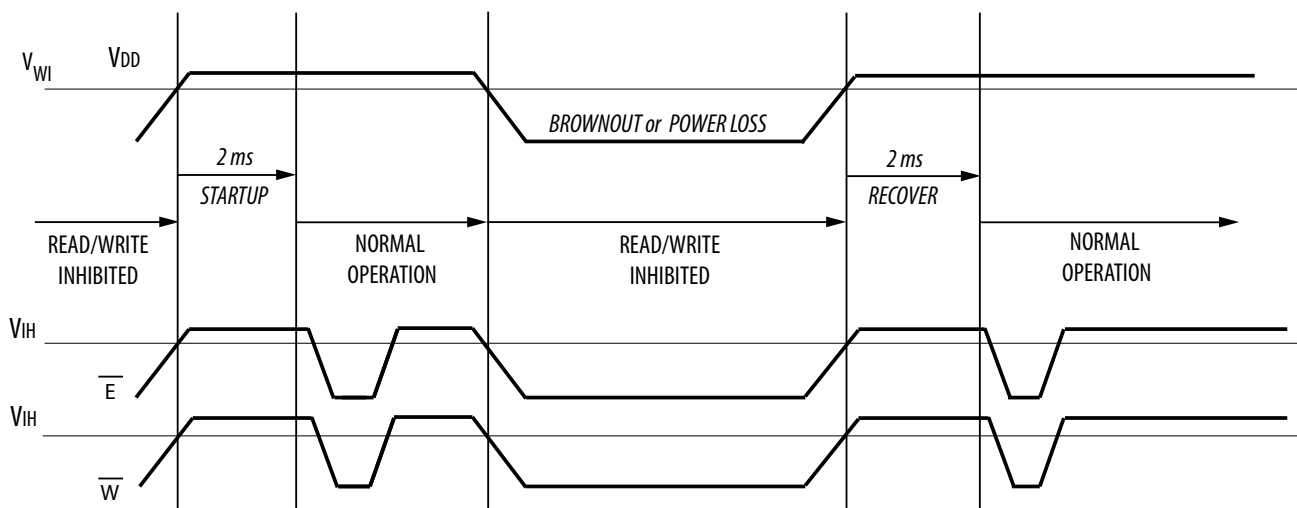 VWI VDD
BROWNOUT or POWER LOSS
2 ms
STARTUP
2 ms
RECOVER
READ/WRITE
INHIBITED
NORMAL
OPERATION
READ/WRITE
INHIBITED
NORMAL
OPERATION
VIH
E
VIH
W